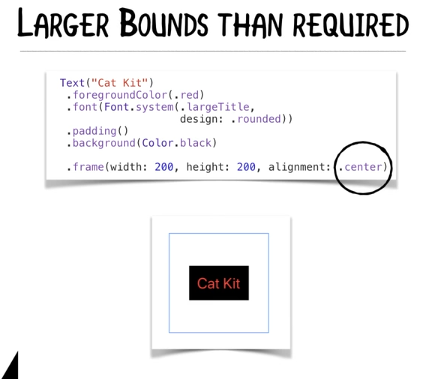 LARGER BOUNDS THAN REQUIRED
Text("Cat Kit")
.foregroundColor(.red)
.font(Font.system(.largeTitle,
design: .rounded))
.padding()
.background(Color.black)
.frame(width: 200, height: 200, alignment: .center)
Cat Kit